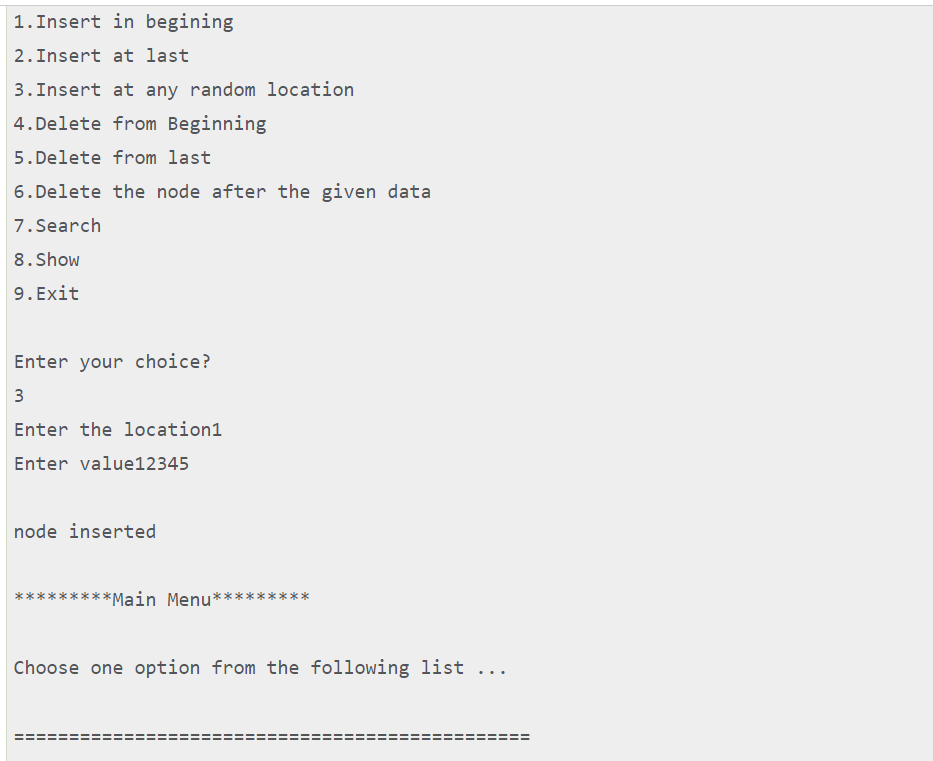 1.Insert in begining
2.Insert at last
3.Insert at any random location
4.Delete from Beginning
5.Delete from last
6.Delete the node after the given data
7.Search
8.Show
9.Exit
Enter your choice?
3
Enter the location1
Enter value12345
node inserted
*********Main Menu*********
Choose one option from the following list ...
===============================================